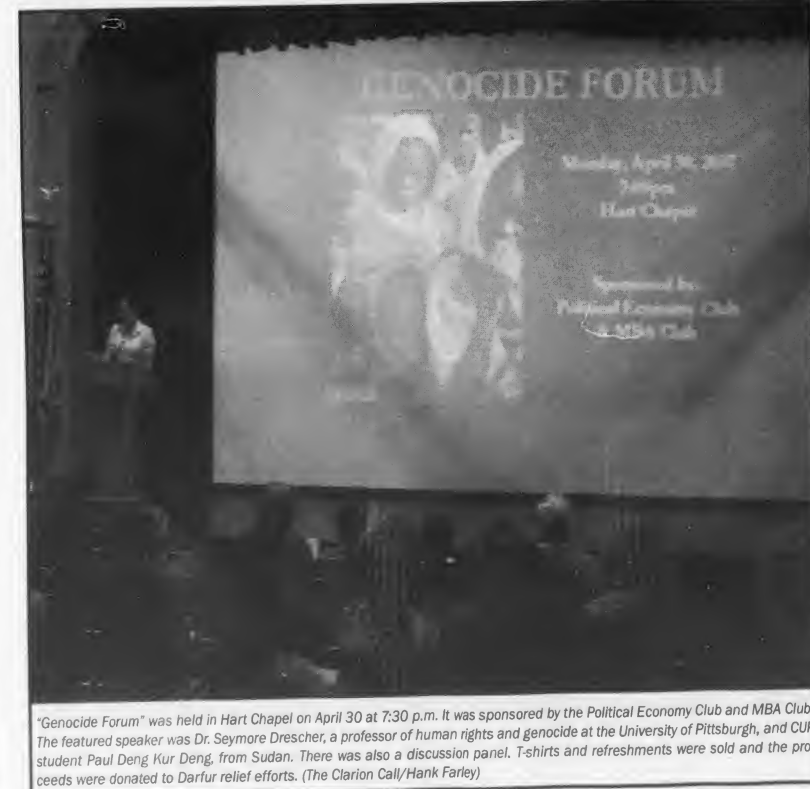 GENOCIDE FORUM
Monday, April 30, 2007
Hart Chapel
Sponsored by:
Political Economy Club
& MBA Club
"Genocide Forum" was held in Hart Chapel on April 30 at 7:30 p.m. It was sponsored by the Political Economy Club and MBA Club
The featured speaker was Dr. Seymore Drescher, a professor of human rights and genocide at the University of Pittsburgh, and CUP
student Paul Deng Kur Deng, from Sudan. There was also a discussion panel. T-shirts and refreshments were sold and the pro
ceeds were donated to Darfur relief efforts. (The Clarion Call/Hank Farley)